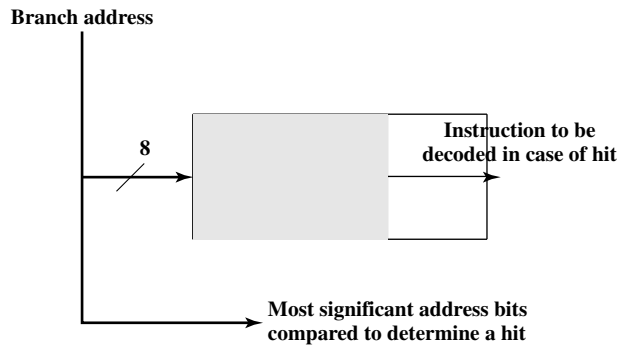 Branch address
8
Instruction to be
decoded in case of hit
Most significant address bits
compared to determine a hit